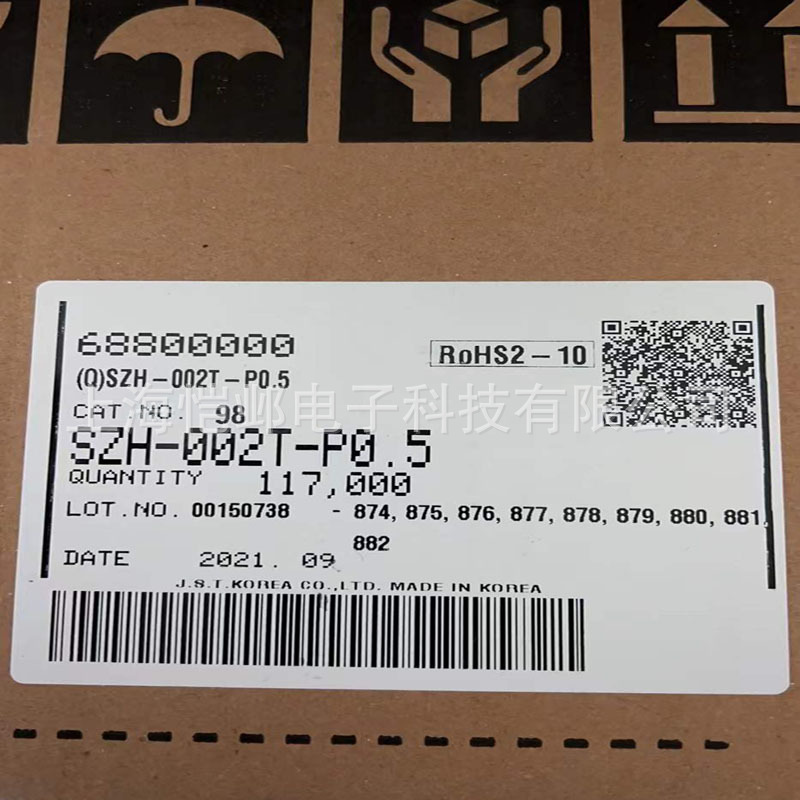 68800000
RoHS2-10
(Q)SZH-002T-P0.5
CAT.NO. 98
上海恺邺电子科技有限公司
SZH-002T-P0.5
QUANTITY 117,000
LOT.NO. 00150738 - 874, 875, 876, 877, 878, 879, 880, 881,
882
DATE 2021. 09
J.S.T.KOREA CO.,LTD. MADE IN KOREA